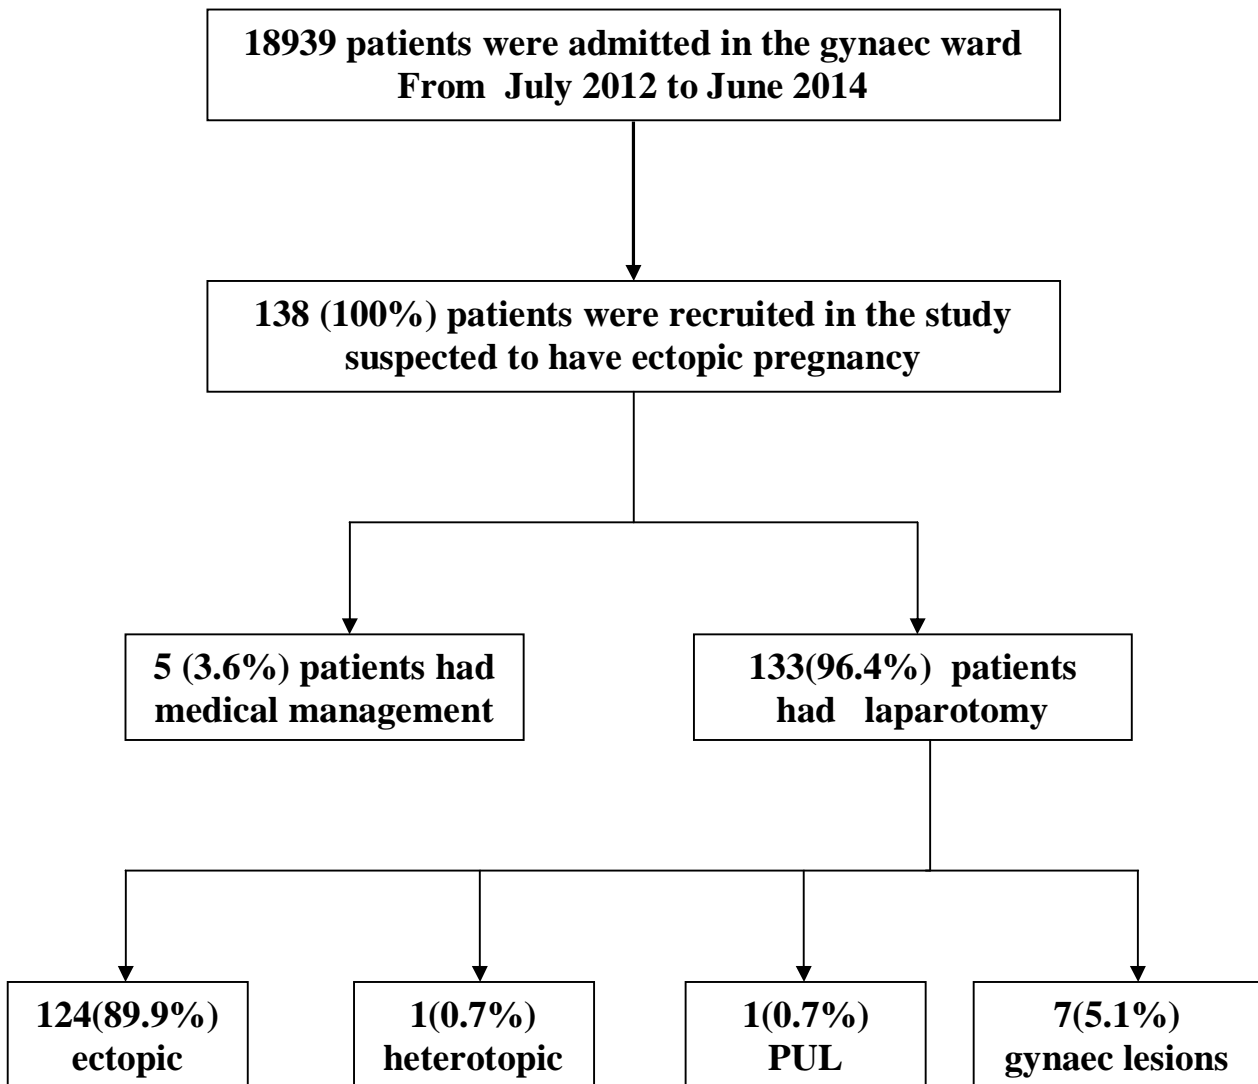 18939 patients were admitted in the gynaec ward
From July 2012 to June 2014
138 (100%) patients were recruited in the study
suspected to have ectopic pregnancy
5 (3.6%) patients had
medical management
133(96.4%) patients
had laparotomy
124(89.9%)
ectopic
1(0.7%)
heterotopic
1(0.7%)
PUL
7(5.1%)
gynaec lesions